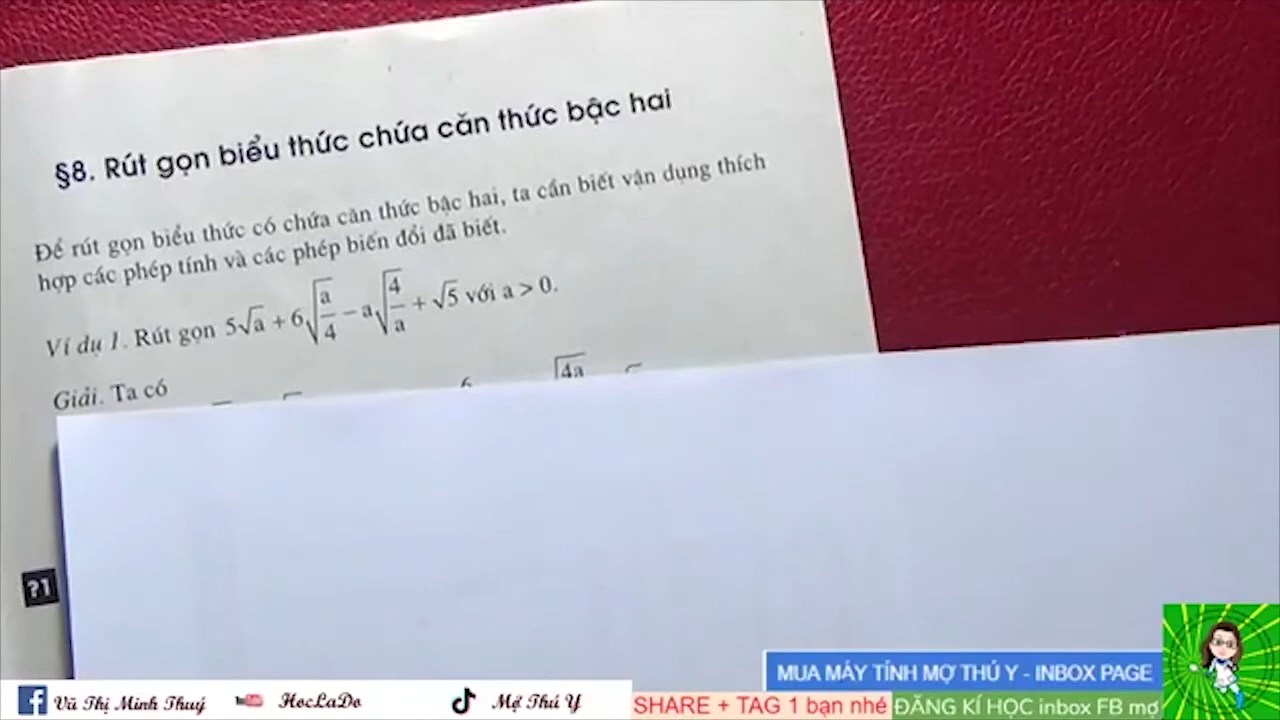 §8. Rút gọn biểu thức chứa căn thức bậc hai
Để rút gọn biểu thức có chứa căn thức bậc hai, ta cần biết vận dụng thích
hợp các phép tính và các phép biến đổi đã biết.
Ví dụ 1. Rút gọn 5√a + 6√(a/4) − a√(4/a) + √5 với a > 0.
Giải. Ta có
√4a
?1
MUA MÁY TÍNH MỢ THÚ Y - INBOX PAGE
Vũ Thị Minh Thuý HocLaDo Mợ Thú Y SHARE + TAG 1 bạn nhé ĐĂNG KÍ HỌC inbox FB mợ